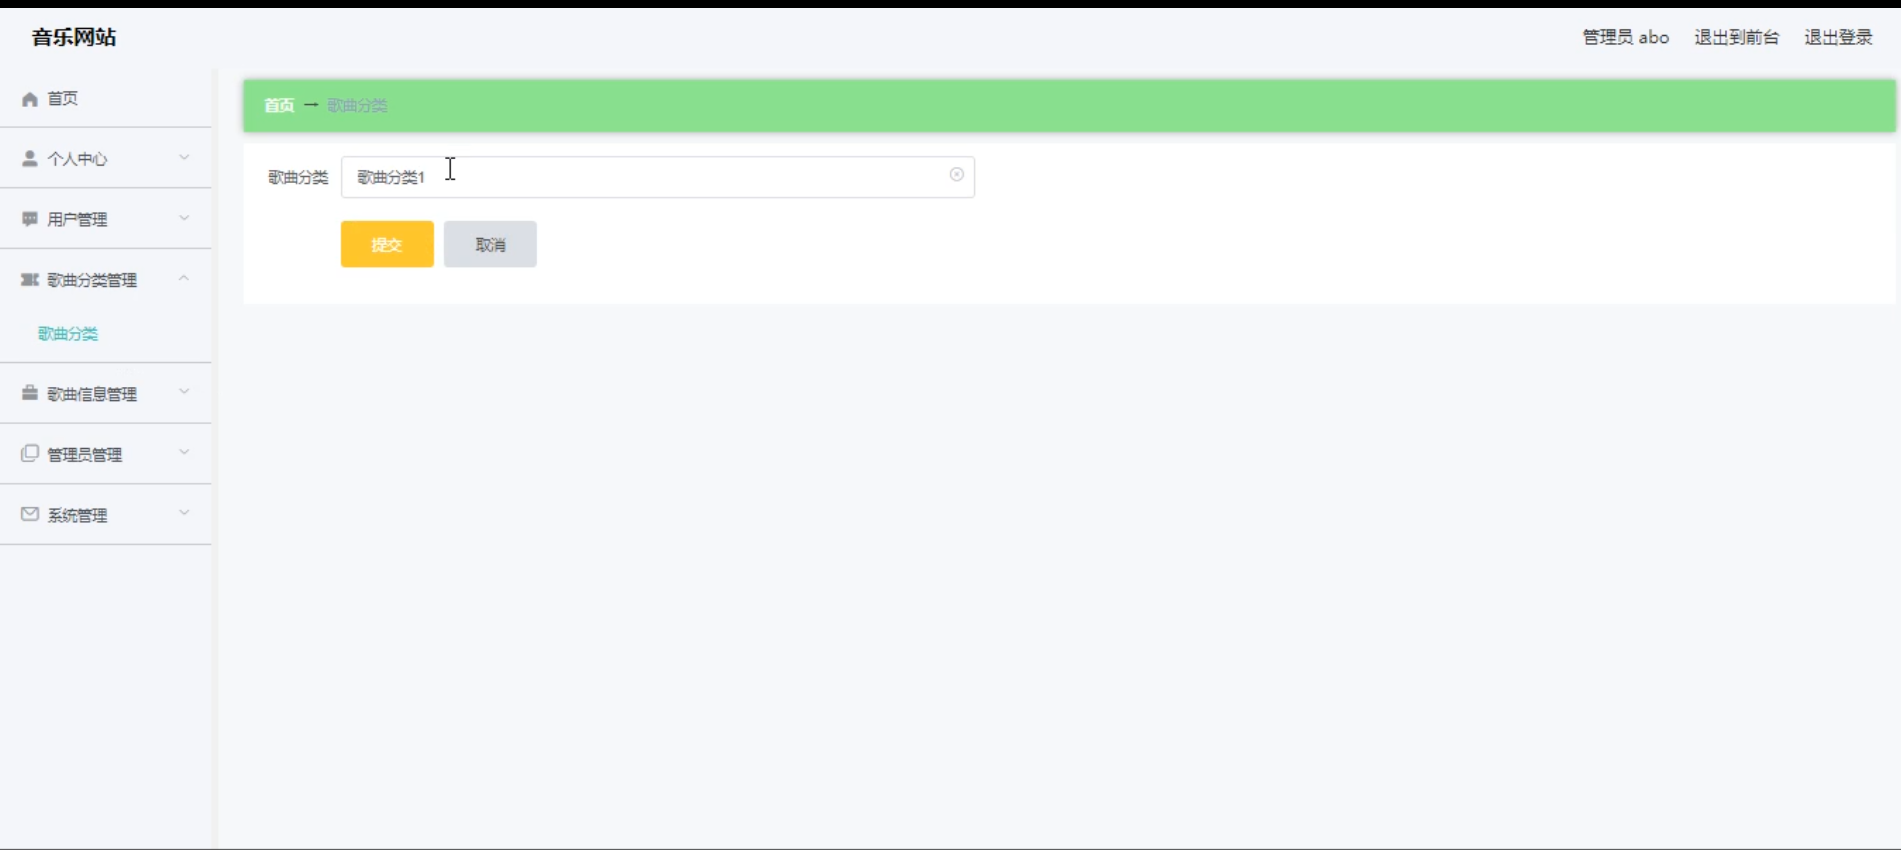 音乐网站
管理员 abo 退出到前台 退出登录
首页
个人中心
用户管理
歌曲分类管理
歌曲分类
歌曲信息管理
管理员管理
系统管理
首页 → 歌曲分类
歌曲分类 歌曲分类1
提交 取消